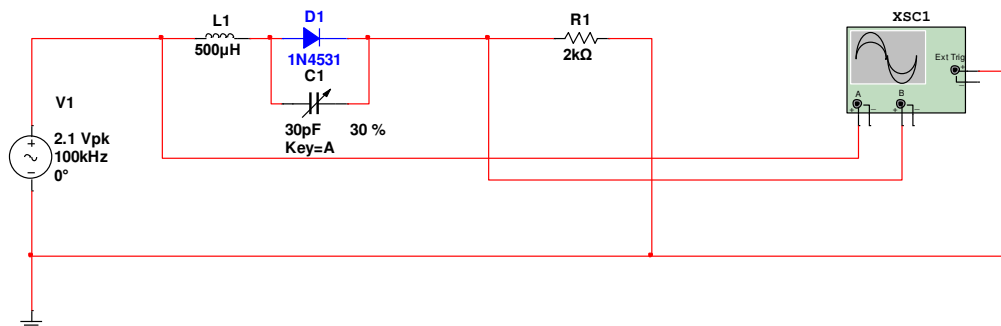 XSC1
L1
500µH
D1
1N4531
C1
30pF 30 %
Key=A
R1
2kΩ
Ext Trig
+
_
A
B
+ _ + _
V1
+
2.1 Vpk
100kHz
0°